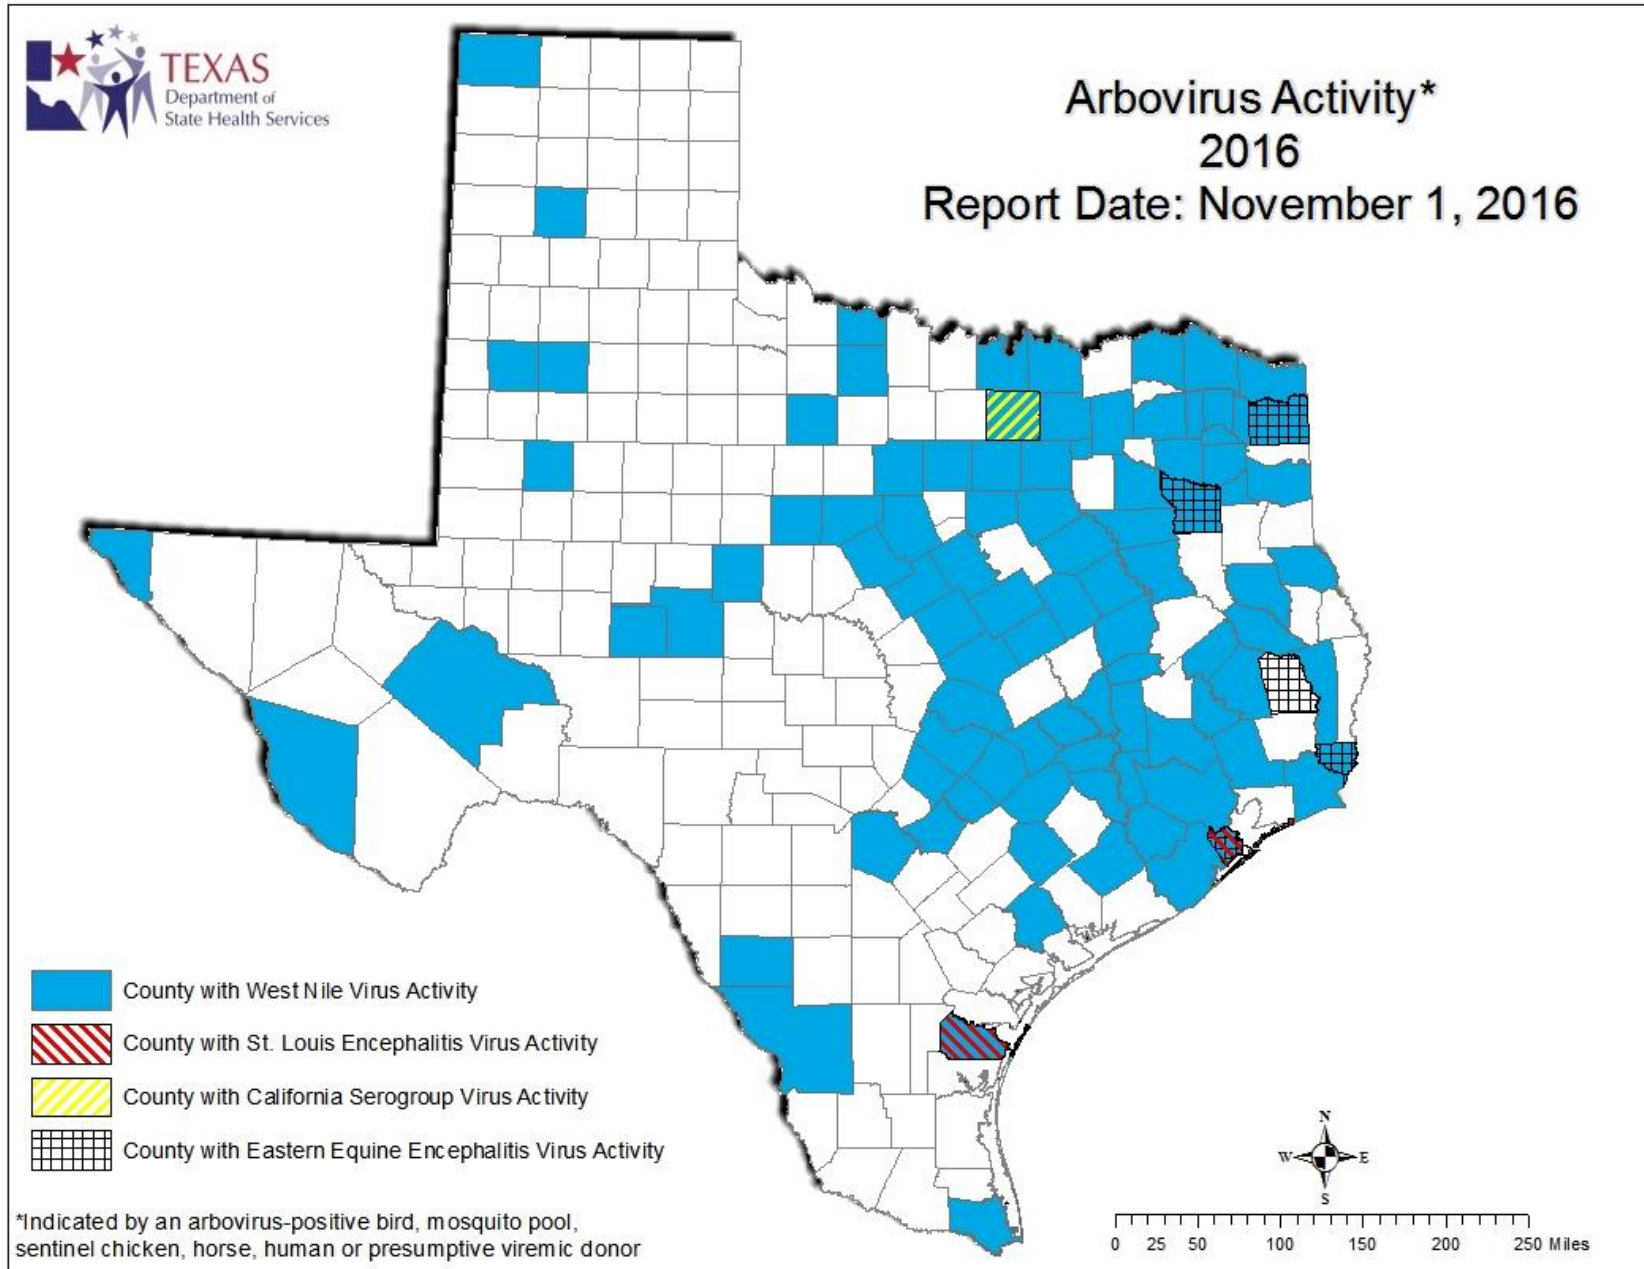 TEXAS
Department of
State Health Services
Arbovirus Activity*
2016
Report Date: November 1, 2016
County with West Nile Virus Activity
County with St. Louis Encephalitis Virus Activity
County with California Serogroup Virus Activity
County with Eastern Equine Encephalitis Virus Activity
*Indicated by an arbovirus-positive bird, mosquito pool,
sentinel chicken, horse, human or presumptive viremic donor
N
W E
S
0 25 50 100 150 200 250 Miles